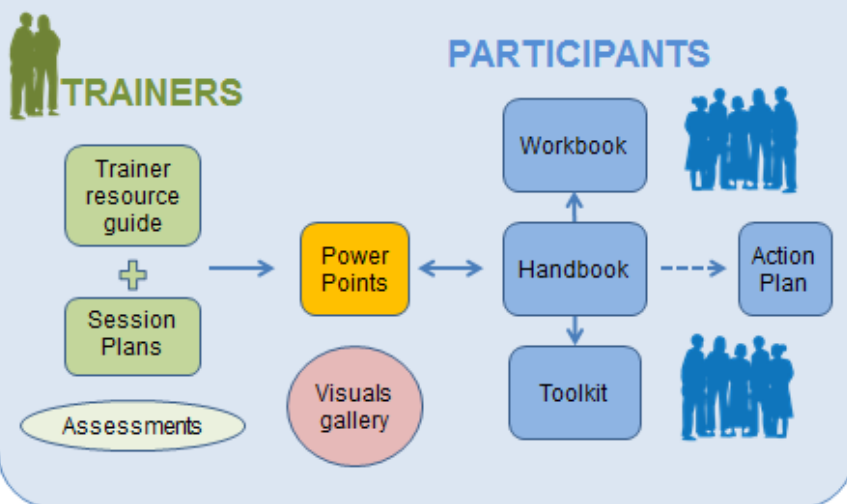 TRAINERS
PARTICIPANTS
Trainer
resource
guide
Session
Plans
Assessments
Power
Points
Visuals
gallery
Workbook
Handbook
Toolkit
Action
Plan